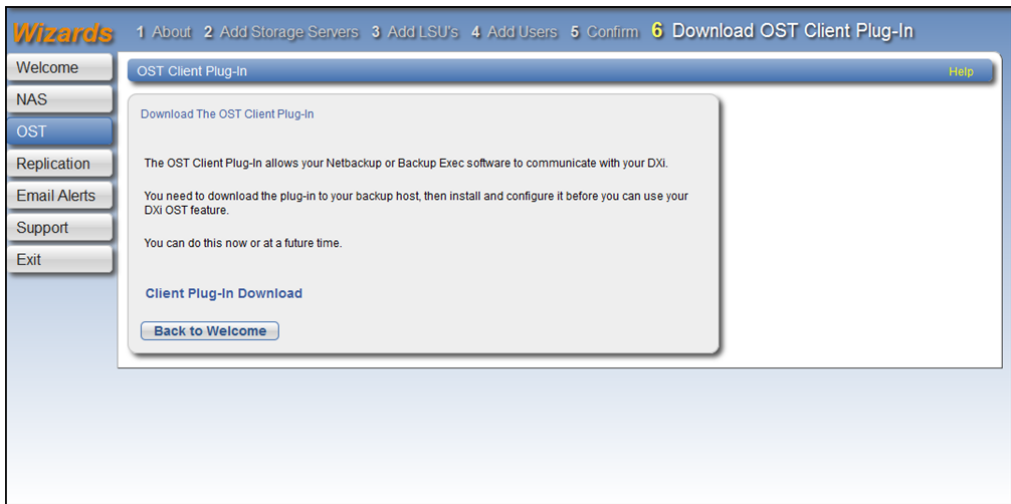 Wizards
1 About 2 Add Storage Servers 3 Add LSU's 4 Add Users 5 Confirm 6 Download OST Client Plug-In
Welcome
NAS
OST
Replication
Email Alerts
Support
Exit
OST Client Plug-In
Help
Download The OST Client Plug-In
The OST Client Plug-In allows your Netbackup or Backup Exec software to communicate with your DXi.
You need to download the plug-in to your backup host, then install and configure it before you can use your
DXi OST feature.
You can do this now or at a future time.
Client Plug-In Download
Back to Welcome